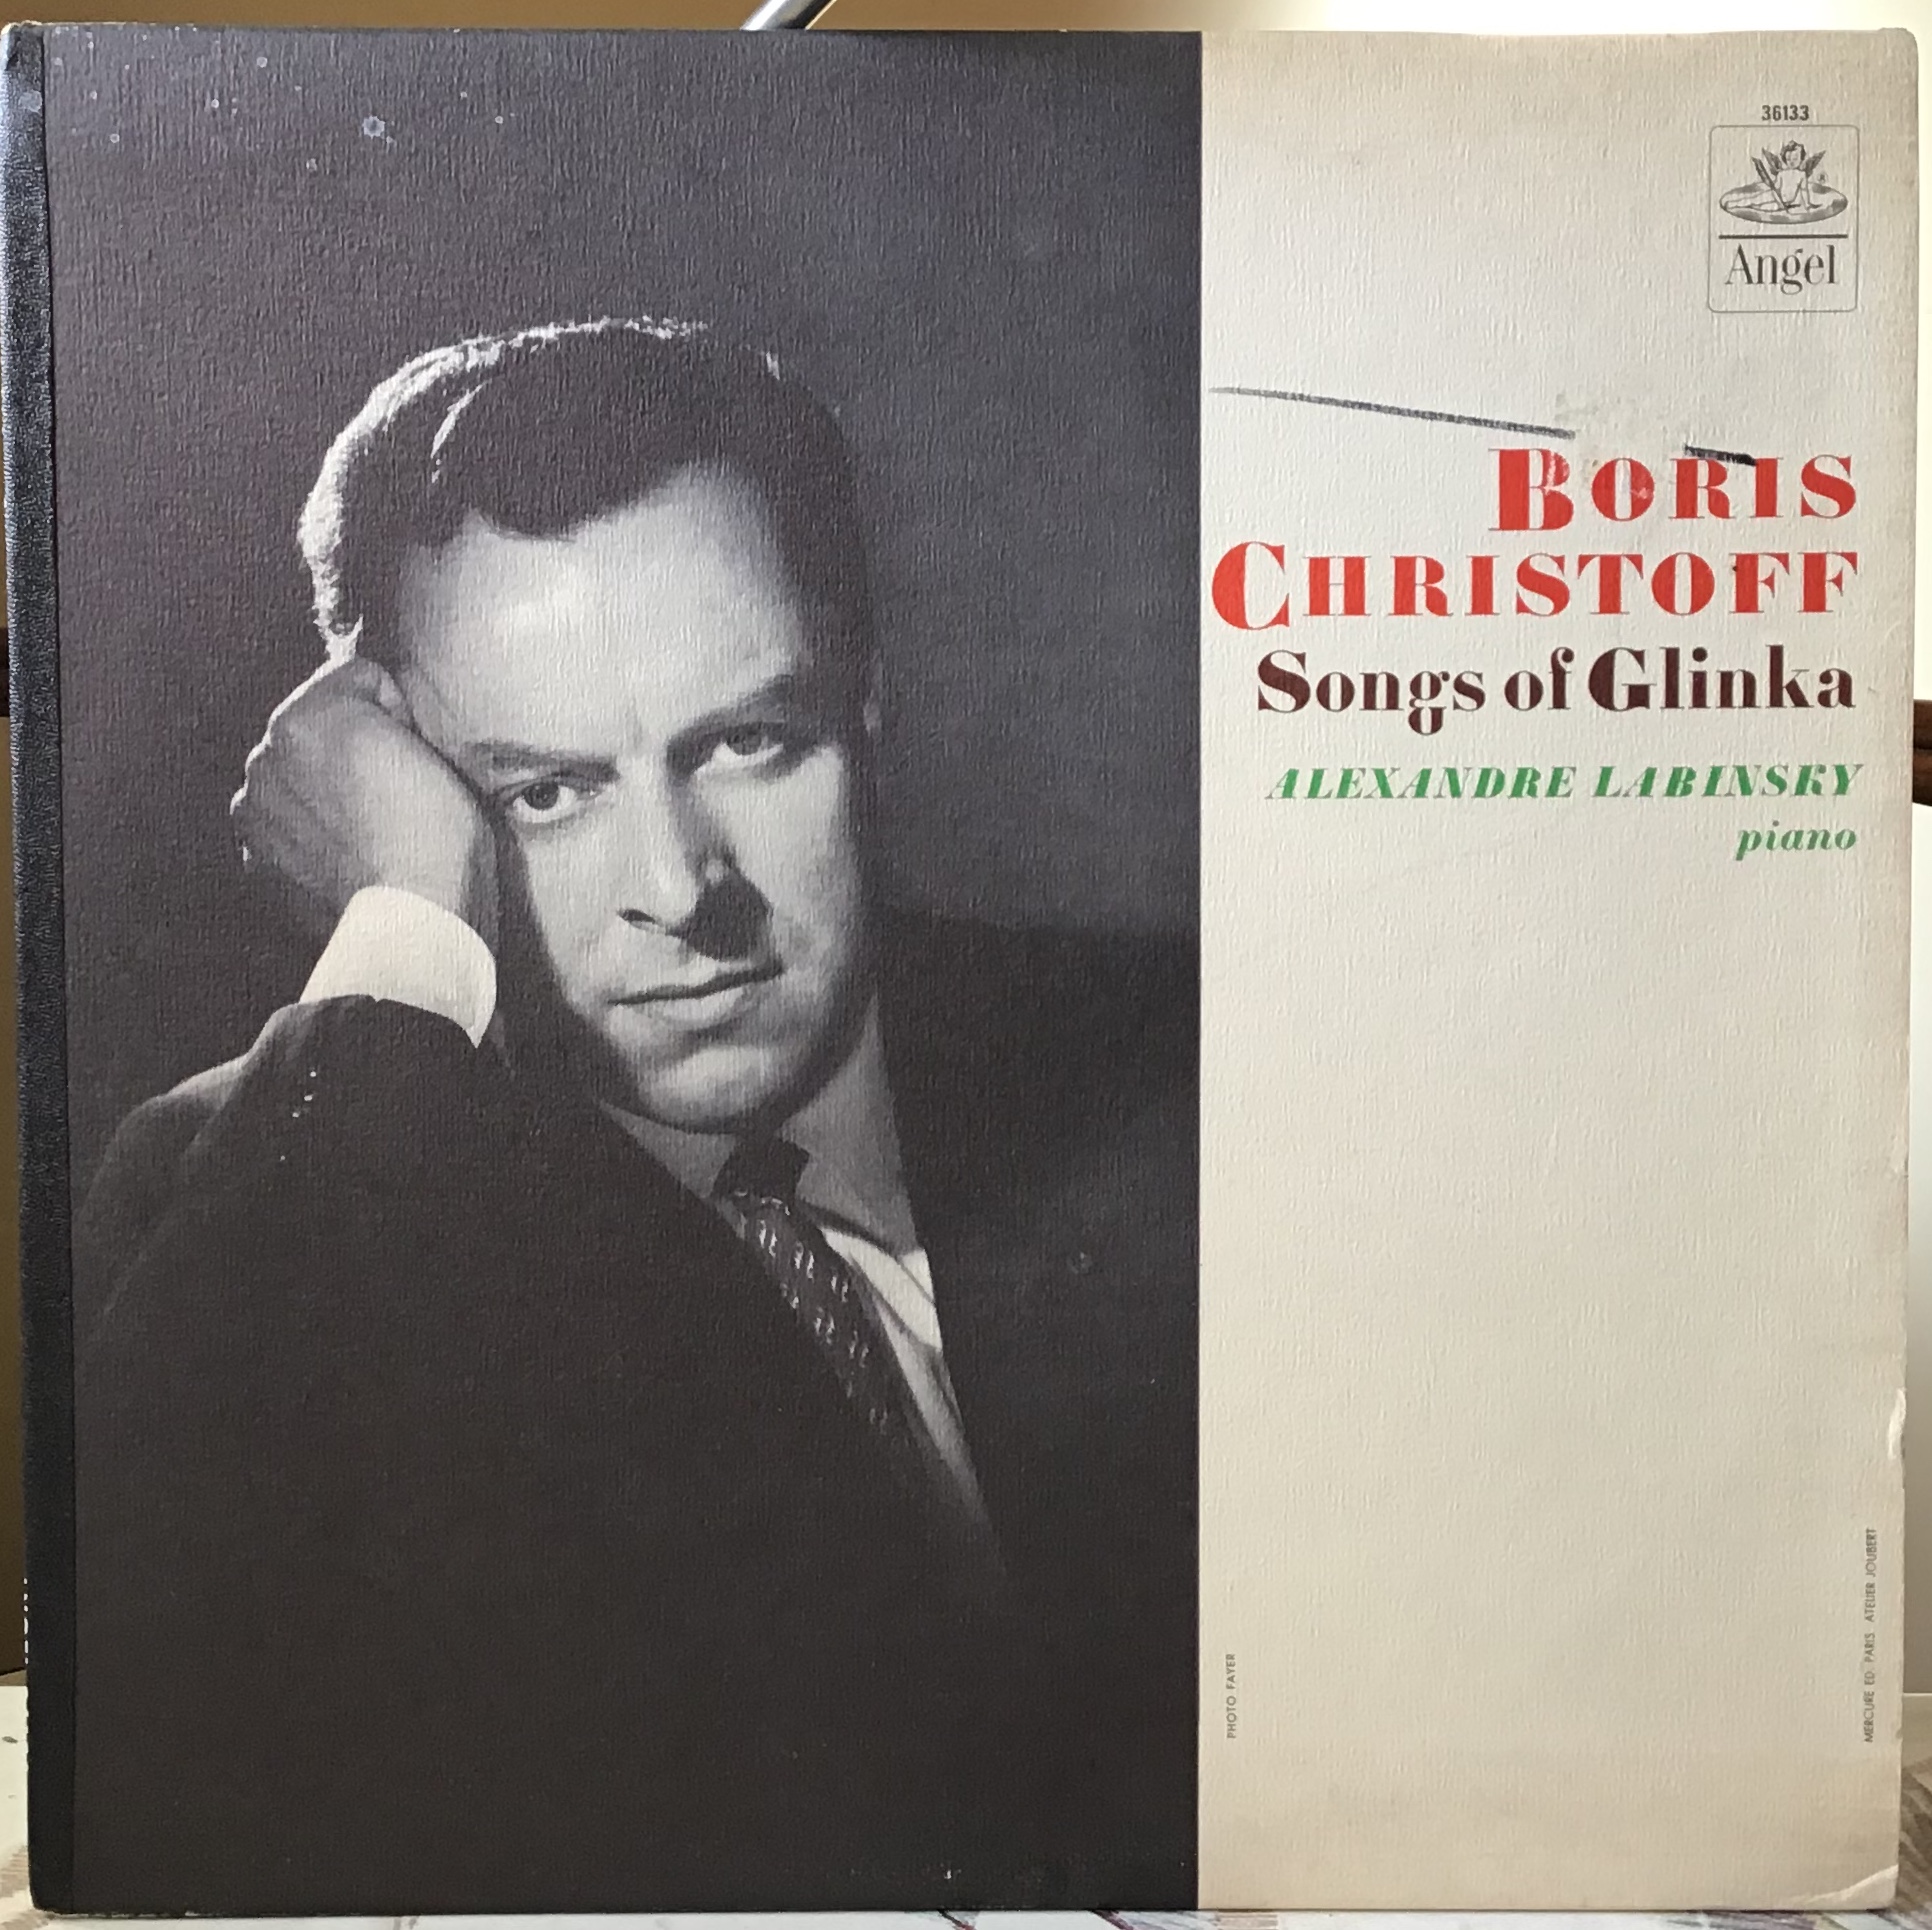 36133
Angel
BORIS
CHRISTOFF
Songs of Glinka
ALEXANDRE LABINSKY
piano
PHOTO FAYER
MERCURE ED. PARIS. ATELIER JOUBERT